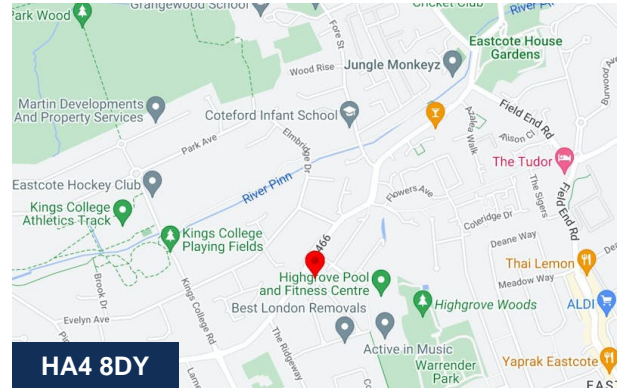 Grangewood School
Cricket Club
River Pinn
Park Wood
Fore St
Eastcote House
Gardens
Wood Rise
Jungle Monkeyz
Martin Developments
And Property Services
Coteford Infant School
Field End Rd
Park Ave
Elmbridge Dr
Azalea Walk
Alison Cl
The Tudor
Eastcote Hockey Club
River Pinn
Flowers Ave
The Sigers
Field End Rd
Kings College
Athletics Track
Coleridge Dr
Kings College
Playing Fields
466
Deane Way
Thai Lemon
Highgrove Pool
and Fitness Centre
Meadow Way
Brook Dr
Kings College Rd
Highgrove Woods
ALDI
Best London Removals
Evelyn Ave
The Ridgeway
Active in Music
Warrender
Park
Yaprak Eastcote
HA4 8DY